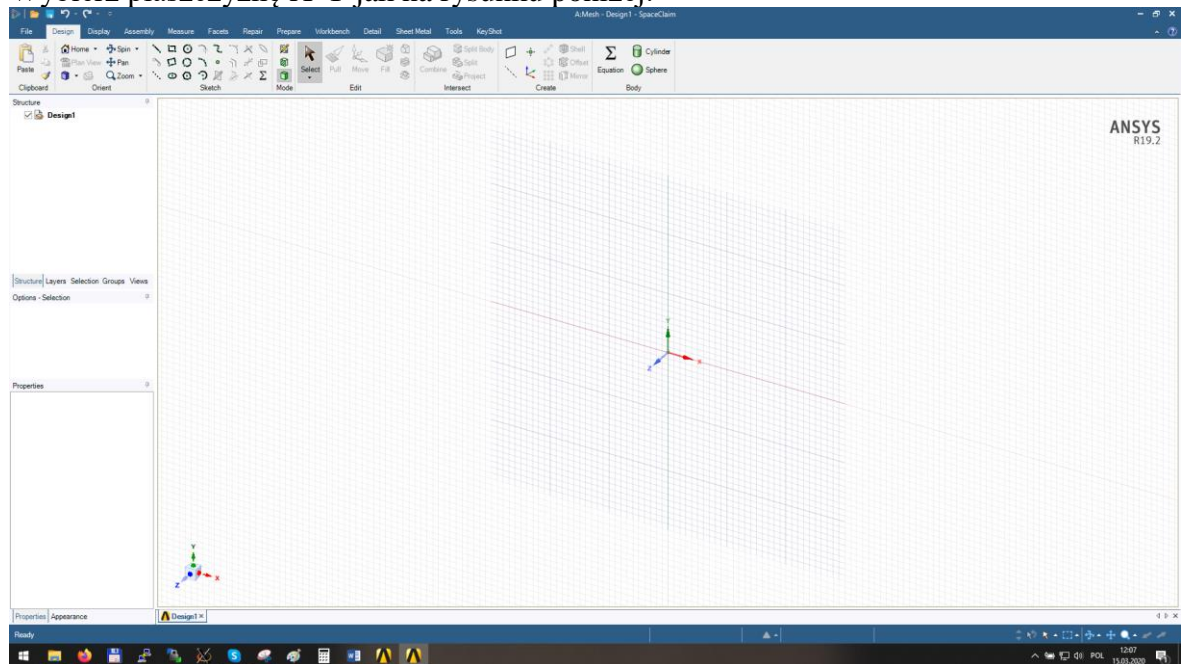 Wybierz płaszczyznę X-Y jak na rysunku poniżej:
A:Mesh - Design1 - SpaceClaim
File Design Display Assembly Measure Facets Repair Prepare Workbench Detail Sheet Metal Tools KeyShot
Home Spin Shell Cylinder
Split Body
Plan View Pan Split Offset Sphere
Paste Zoom Select Pull Move Fill Combine Project Mirror Equation
Clipboard Orient Sketch Mode Edit Intersect Create Body
Structure
Design1
ANSYS
R19.2
Structure Layers Selection Groups Views
Options - Selection
Y
X
Z
Properties
Y
X
Z
Properties Appearance Design1
Ready
POL 12:07
15.03.2020